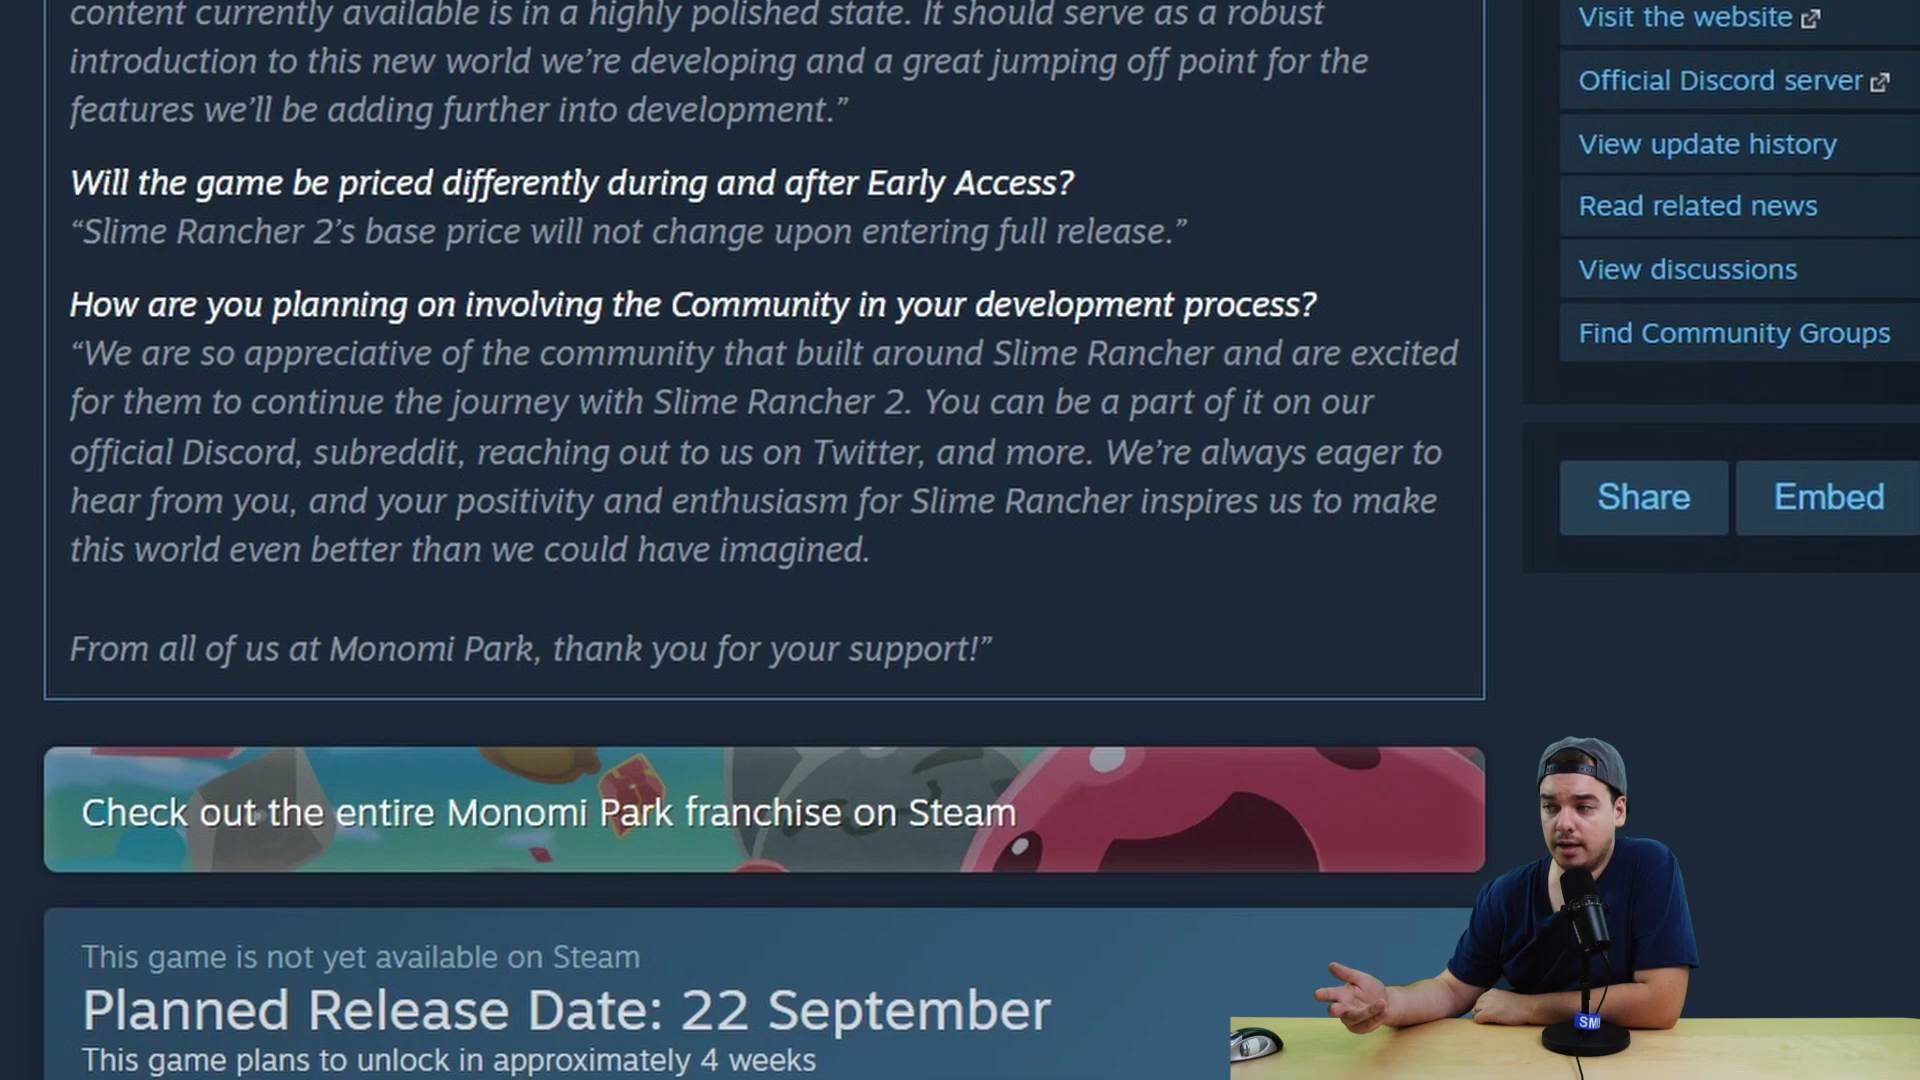 content currently available is in a highly polished state. It should serve as a robust
introduction to this new world we’re developing and a great jumping off point for the
features we’ll be adding further into development.”
Will the game be priced differently during and after Early Access?
“Slime Rancher 2’s base price will not change upon entering full release.”
How are you planning on involving the Community in your development process?
“We are so appreciative of the community that built around Slime Rancher and are excited
for them to continue the journey with Slime Rancher 2. You can be a part of it on our
official Discord, subreddit, reaching out to us on Twitter, and more. We’re always eager to
hear from you, and your positivity and enthusiasm for Slime Rancher inspires us to make
this world even better than we could have imagined.
From all of us at Monomi Park, thank you for your support!”
Check out the entire Monomi Park franchise on Steam
This game is not yet available on Steam
Planned Release Date: 22 September
This game plans to unlock in approximately 4 weeks
Visit the website
Official Discord server
View update history
Read related news
View discussions
Find Community Groups
Share
Embed